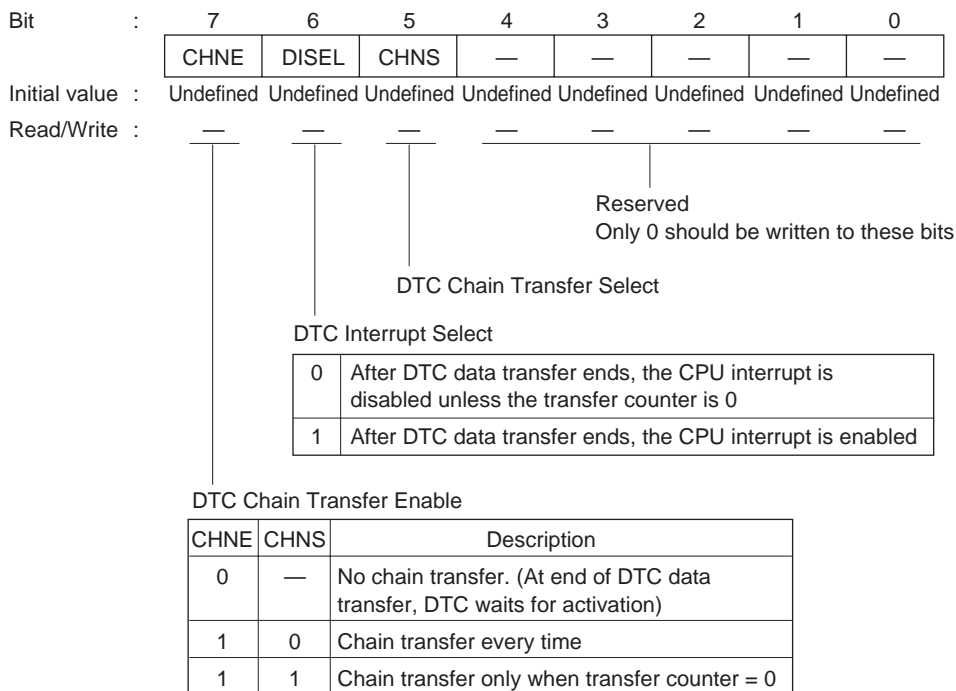 Bit : 7 6 5 4 3 2 1 0
CHNE DISEL CHNS — — — — —
Initial value : Undefined Undefined Undefined Undefined Undefined Undefined Undefined Undefined
Read/Write : — — — — — — — —
Reserved
Only 0 should be written to these bits
DTC Chain Transfer Select
DTC Interrupt Select
0 After DTC data transfer ends, the CPU interrupt is
disabled unless the transfer counter is 0
1 After DTC data transfer ends, the CPU interrupt is enabled
DTC Chain Transfer Enable
CHNE CHNS Description
0 — No chain transfer. (At end of DTC data
transfer, DTC waits for activation)
1 0 Chain transfer every time
1 1 Chain transfer only when transfer counter = 0